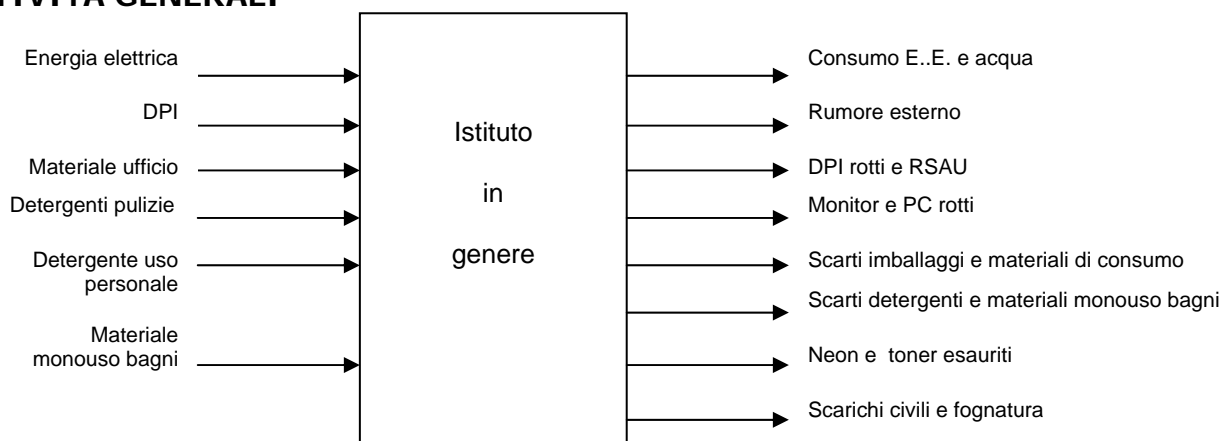 Energia elettrica
DPI
Materiale ufficio
Detergenti pulizie
Detergente uso
personale
Materiale
monouso bagni
Istituto
in
genere
Consumo E..E. e acqua
Rumore esterno
DPI rotti e RSAU
Monitor e PC rotti
Scarti imballaggi e materiali di consumo
Scarti detergenti e materiali monouso bagni
Neon e toner esauriti
Scarichi civili e fognatura